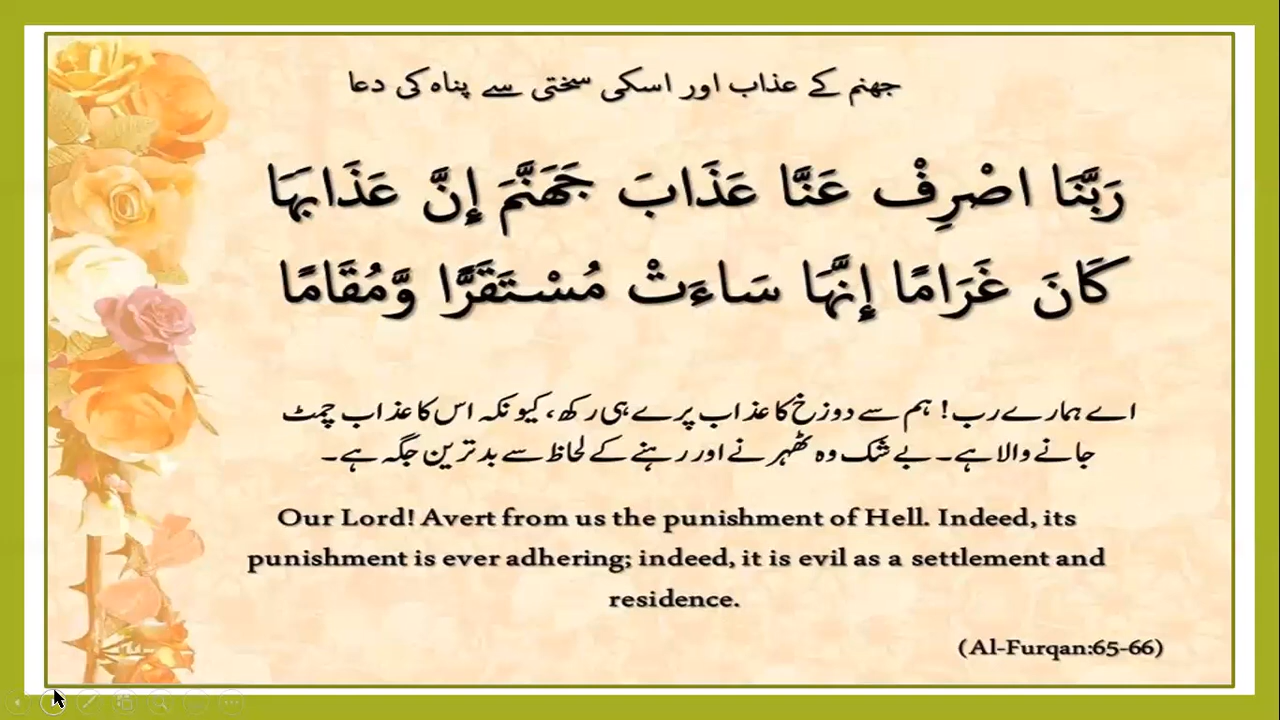 جھنم کے عذاب اور اسکی سختی سے پناہ کی دعا
رَبَّنَا اصْرِفْ عَنَّا عَذَابَ جَهَنَّمَ إِنَّ عَذَابَهَا
كَانَ غَرَامًا إِنَّهَا سَاءَتْ مُسْتَقَرًّا وَّمُقَامًا
اے ہمارے رب! ہم سے دوزخ کا عذاب پرے ہی رکھ، کیونکہ اس کا عذاب چمٹ
جانے والا ہے۔ بے شک وہ ٹھہرنے اور رہنے کے لحاظ سے بدترین جگہ ہے۔
Our Lord! Avert from us the punishment of Hell. Indeed, its
punishment is ever adhering; indeed, it is evil as a settlement and
residence.
(Al-Furqan:65-66)